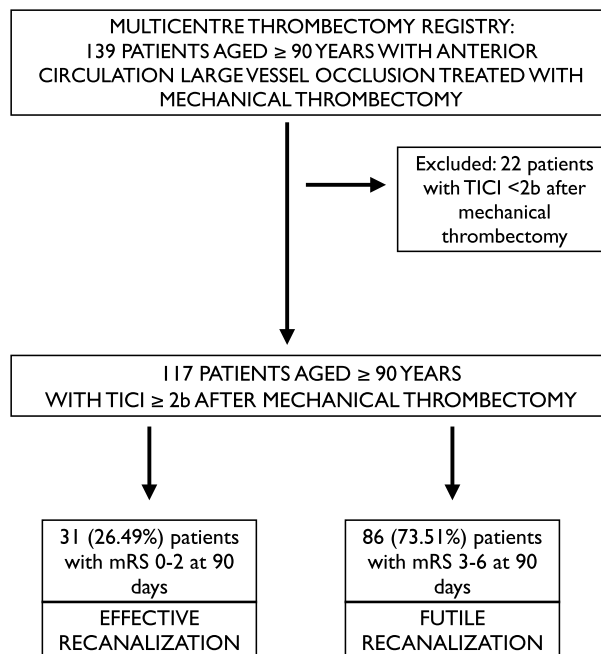 MULTICENTRE THROMBECTOMY REGISTRY:
139 PATIENTS AGED ≥ 90 YEARS WITH ANTERIOR
CIRCULATION LARGE VESSEL OCCLUSION TREATED WITH
MECHANICAL THROMBECTOMY
Excluded: 22 patients
with TICI <2b after
mechanical
thrombectomy
117 PATIENTS AGED ≥ 90 YEARS
WITH TICI ≥ 2b AFTER MECHANICAL THROMBECTOMY
31 (26.49%) patients
with mRS 0-2 at 90
days
EFFECTIVE
RECANALIZATION
86 (73.51%) patients
with mRS 3-6 at 90
days
FUTILE
RECANALIZATION